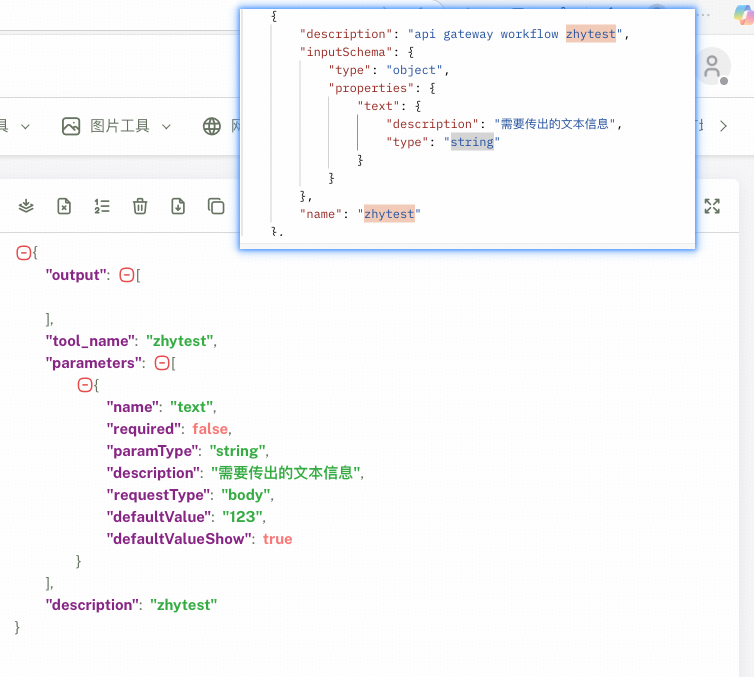 {
"description": "api gateway workflow zhytest",
"inputSchema": {
"type": "object",
"properties": {
"text": {
"description": "需要传出的文本信息",
"type": "string"
}
}
},
"name": "zhytest"
},
具
图片工具
网
{
"output": [
],
"tool_name": "zhytest",
"parameters": [
{
"name": "text",
"required": false,
"paramType": "string",
"description": "需要传出的文本信息",
"requestType": "body",
"defaultValue": "123",
"defaultValueShow": true
}
],
"description": "zhytest"
}